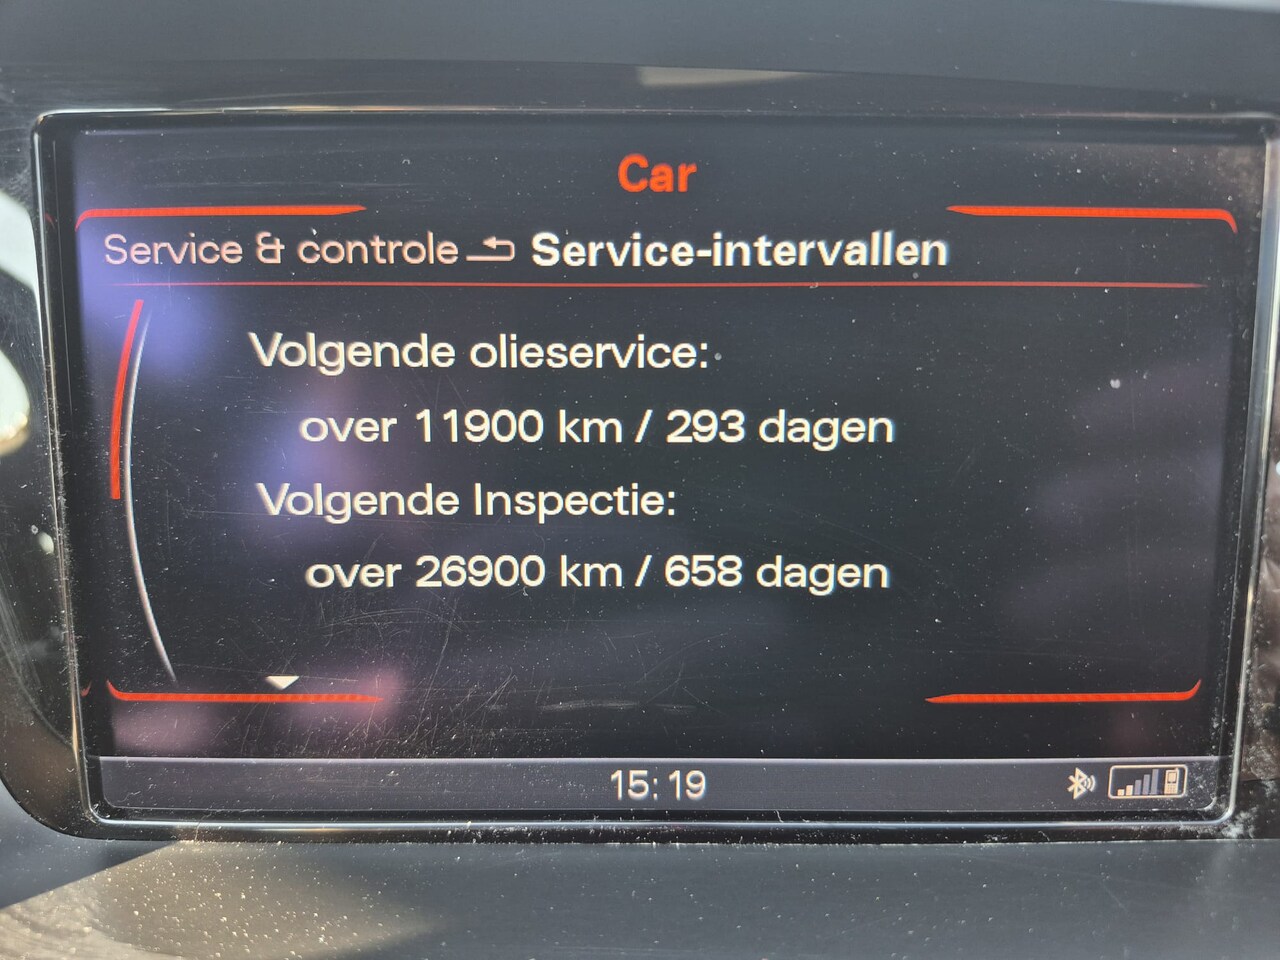 Car
Service & controle Service-intervallen
Volgende olieservice:
over 11900 km / 293 dagen
Volgende Inspectie:
over 26900 km / 658 dagen
15:19